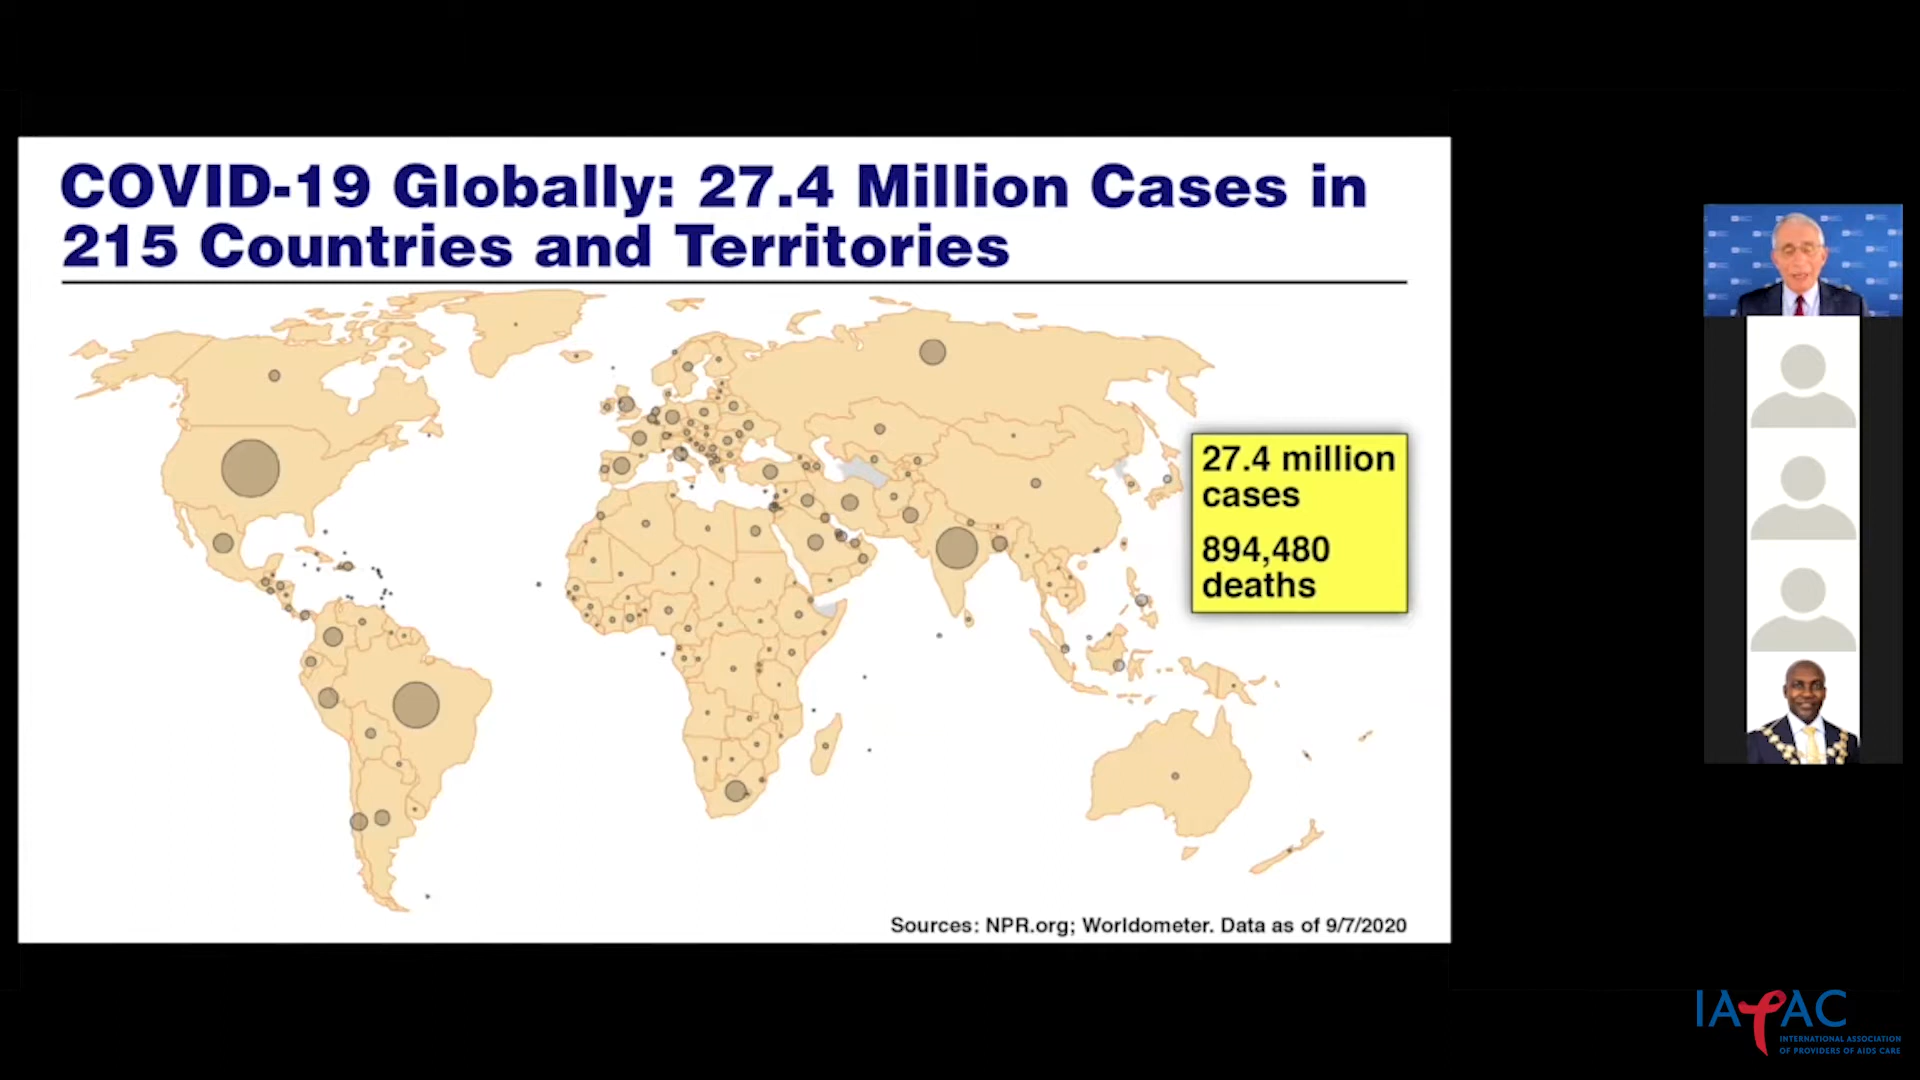 COVID-19 Globally: 27.4 Million Cases in
215 Countries and Territories
27.4 million
cases
894,480
deaths
Sources: NPR.org; Worldometer. Data as of 9/7/2020
IAPAC
INTERNATIONAL ASSOCIATION
OF PROVIDERS OF AIDS CARE